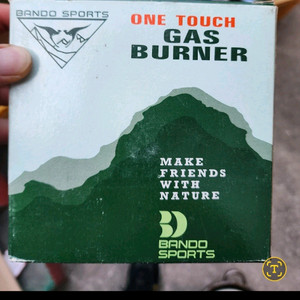 BANDO SPORTS
ONE TOUCH
GAS
BURNER
MAKE
FRIENDS
WITH
NATURE
BANDO
SPORTS
T